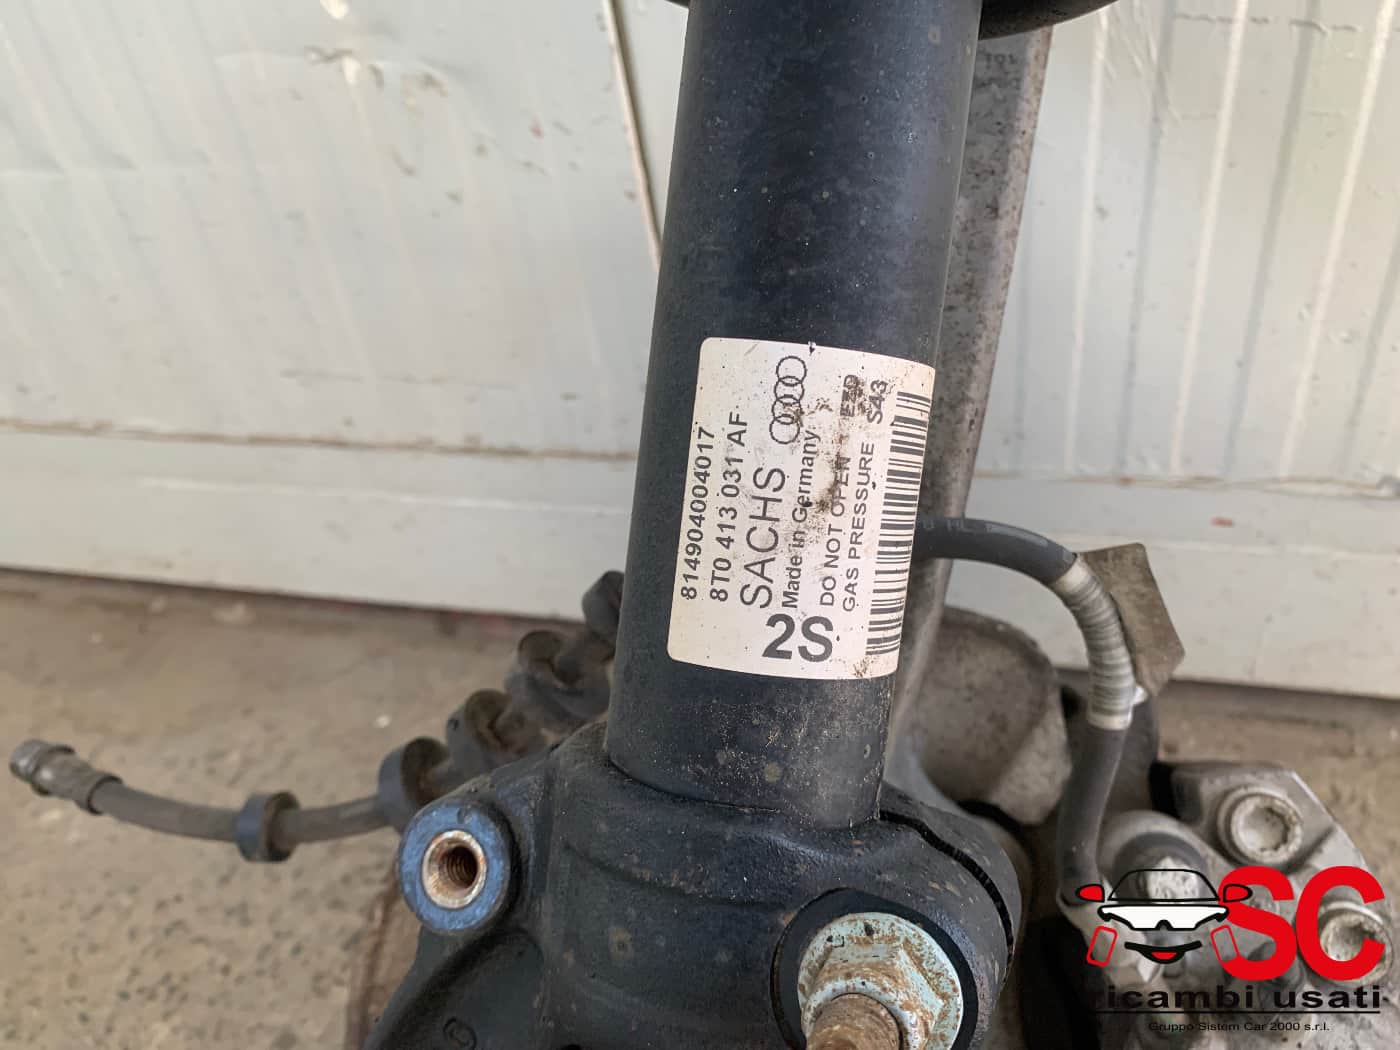 814904004017
8T0 413 031 AF
SACHS
Made in Germany
DO NOT OPEN - EZD
GAS PRESSURE S43
2S
SC
ricambi usati
Gruppo Sistem Car 2000 s.r.l.